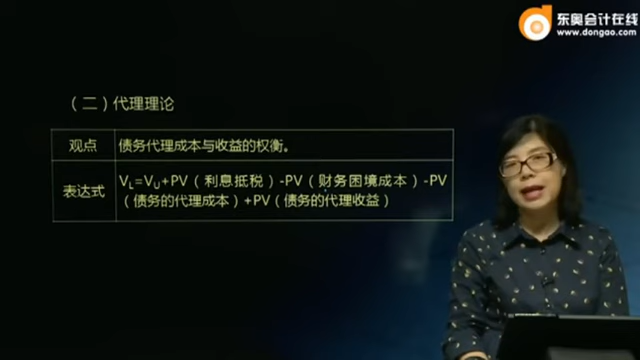 东奥会计在线
www.dongao.com
（二）代理理论
观点
债务代理成本与收益的权衡。
表达式
VL=VU+PV（利息抵税）-PV（财务困境成本）-PV
（债务的代理成本）+PV（债务的代理收益）